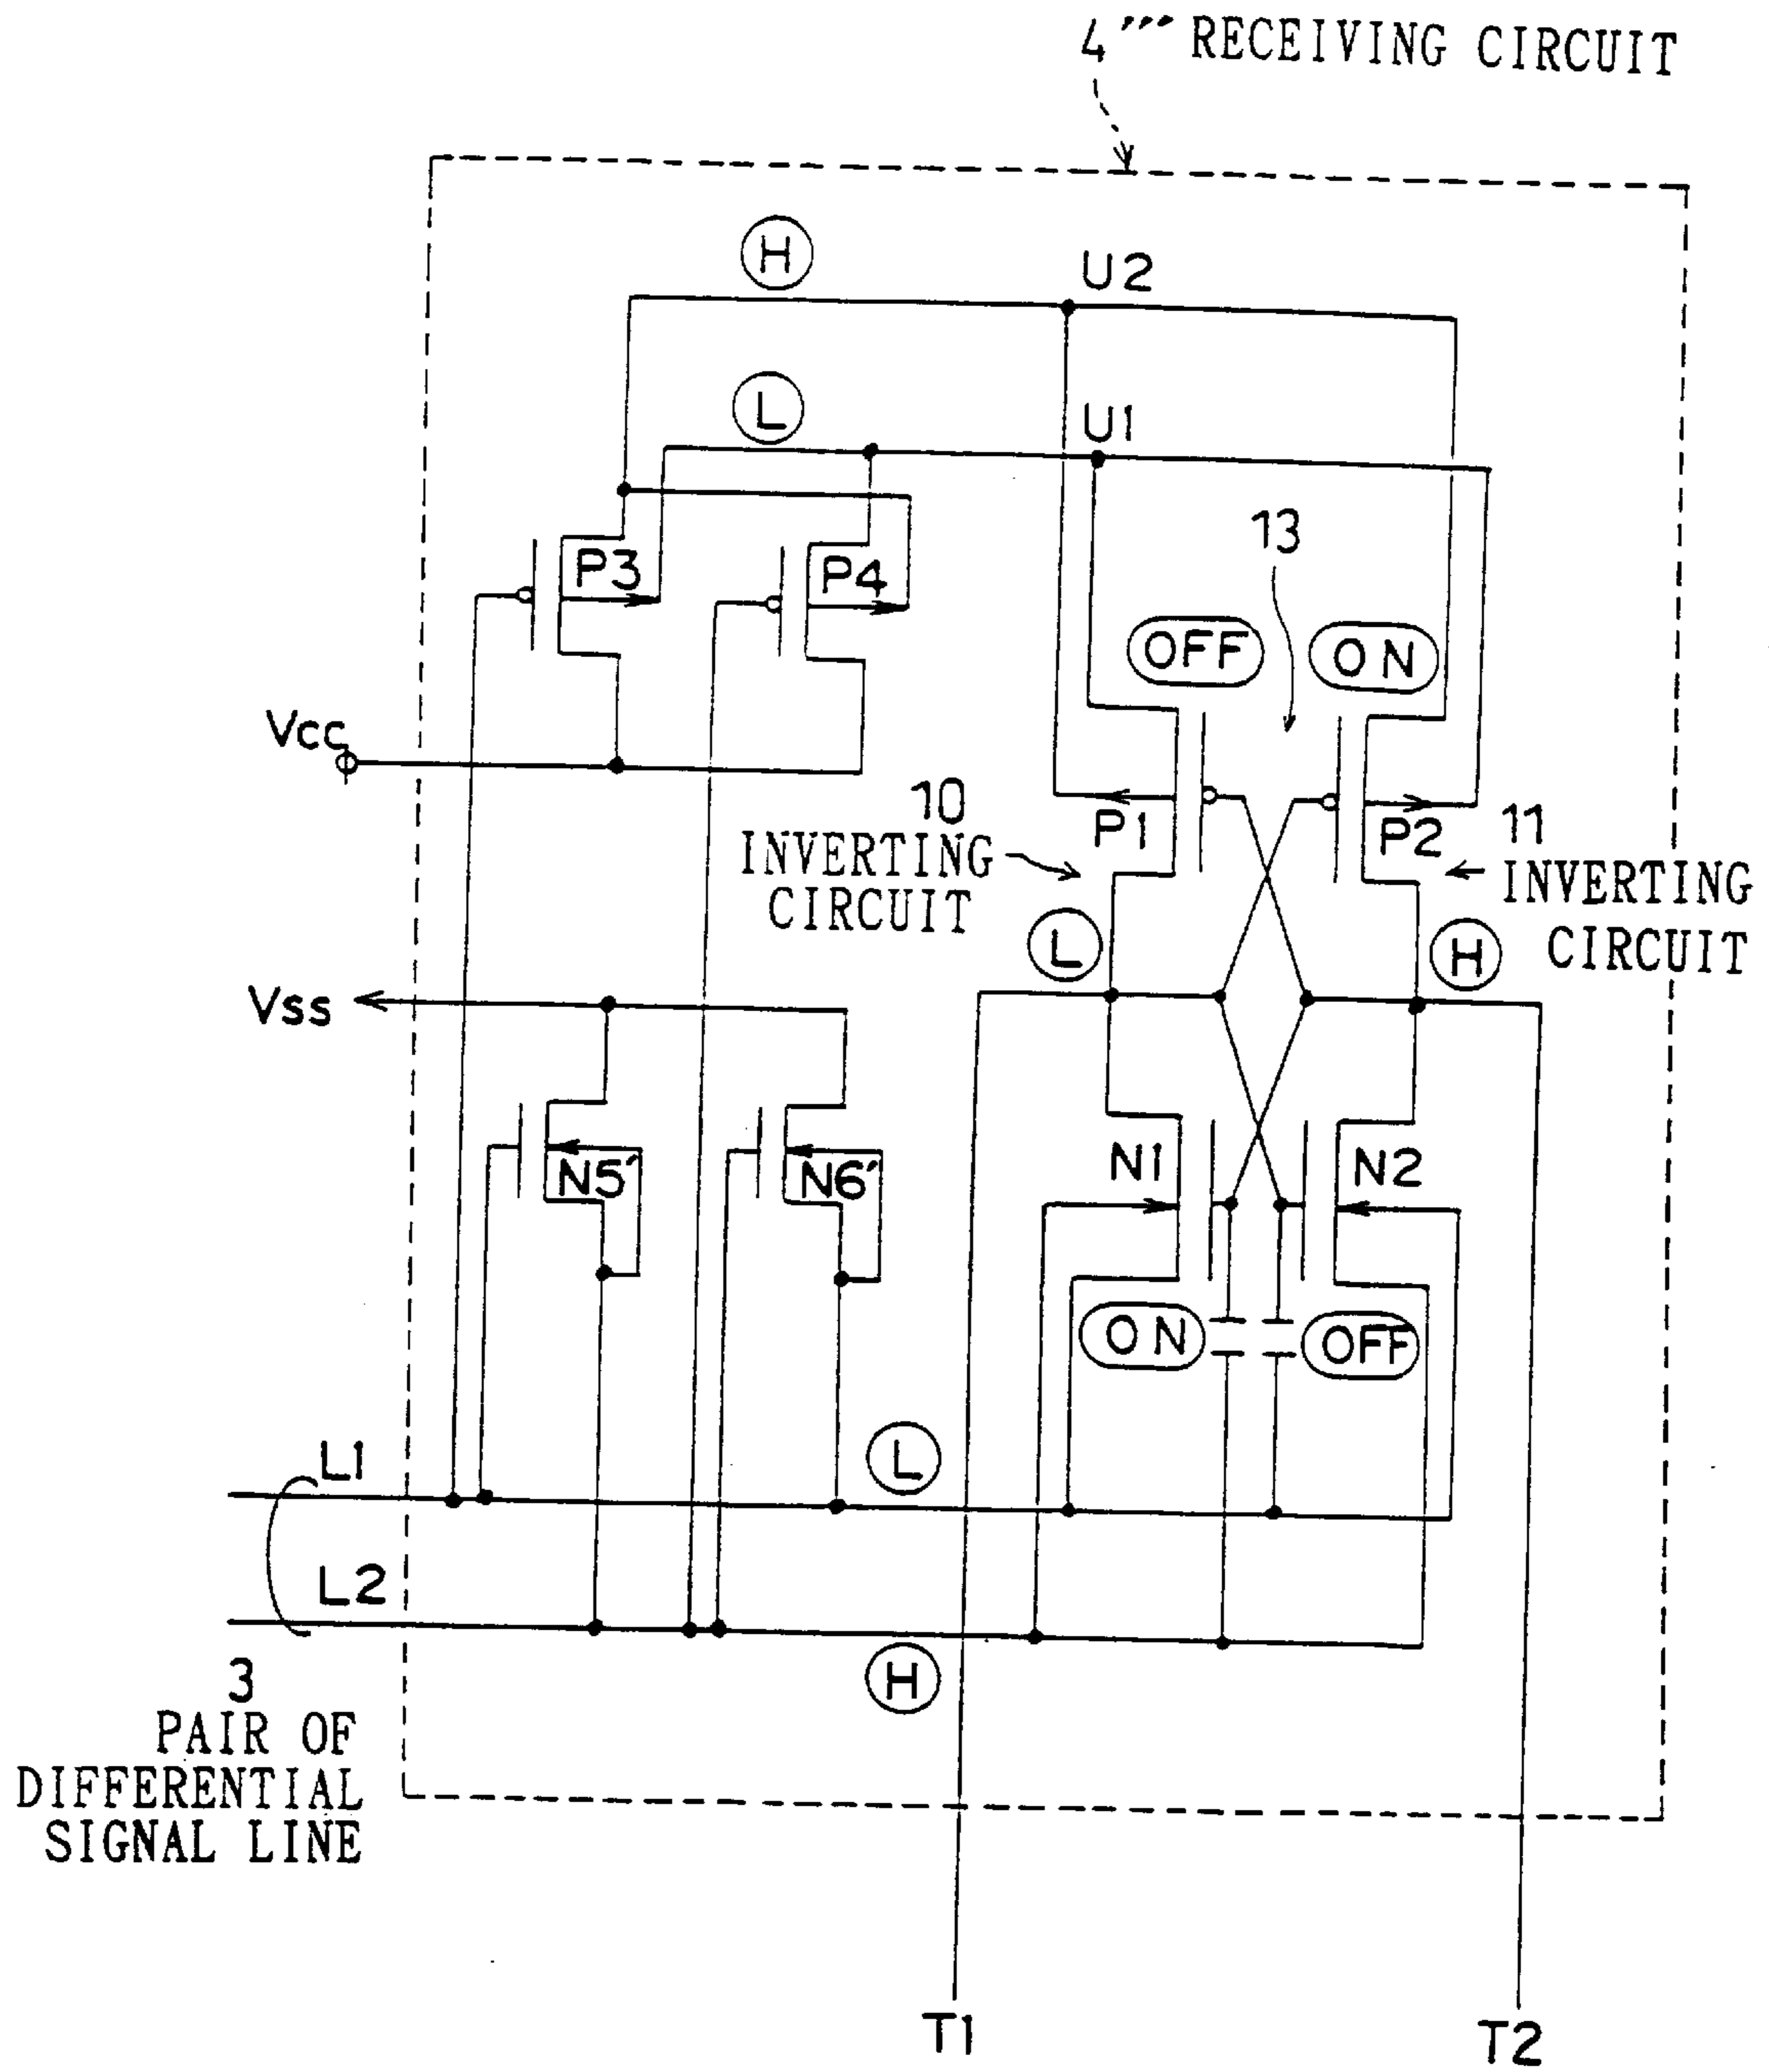 4"" RECEIVING CIRCUIT
H
U2
L
U1
13
P3
P4
OFF
ON
Vcc
10
INVERTING
CIRCUIT
P1
P2
11
INVERTING
CIRCUIT
L
H
Vss
N5'
N6'
N1
N2
ON
OFF
L1
L
L2
H
3
PAIR OF
DIFFERENTIAL
SIGNAL LINE
T1
T2